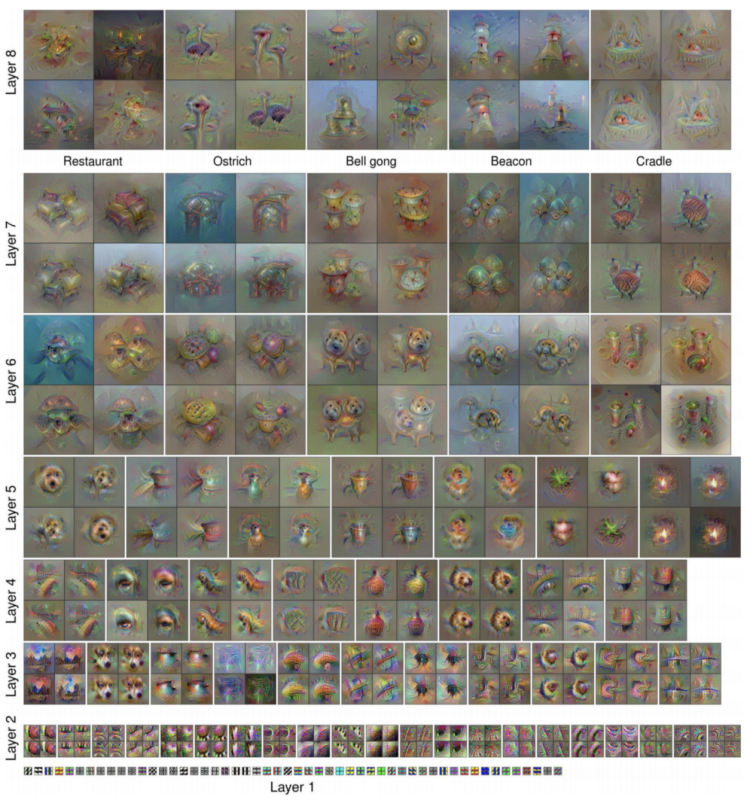 Layer 8
Restaurant
Ostrich
Bell gong
Beacon
Cradle
Layer 7
Layer 6
Layer 5
Layer 4
Layer 3
Layer 2
Layer 1